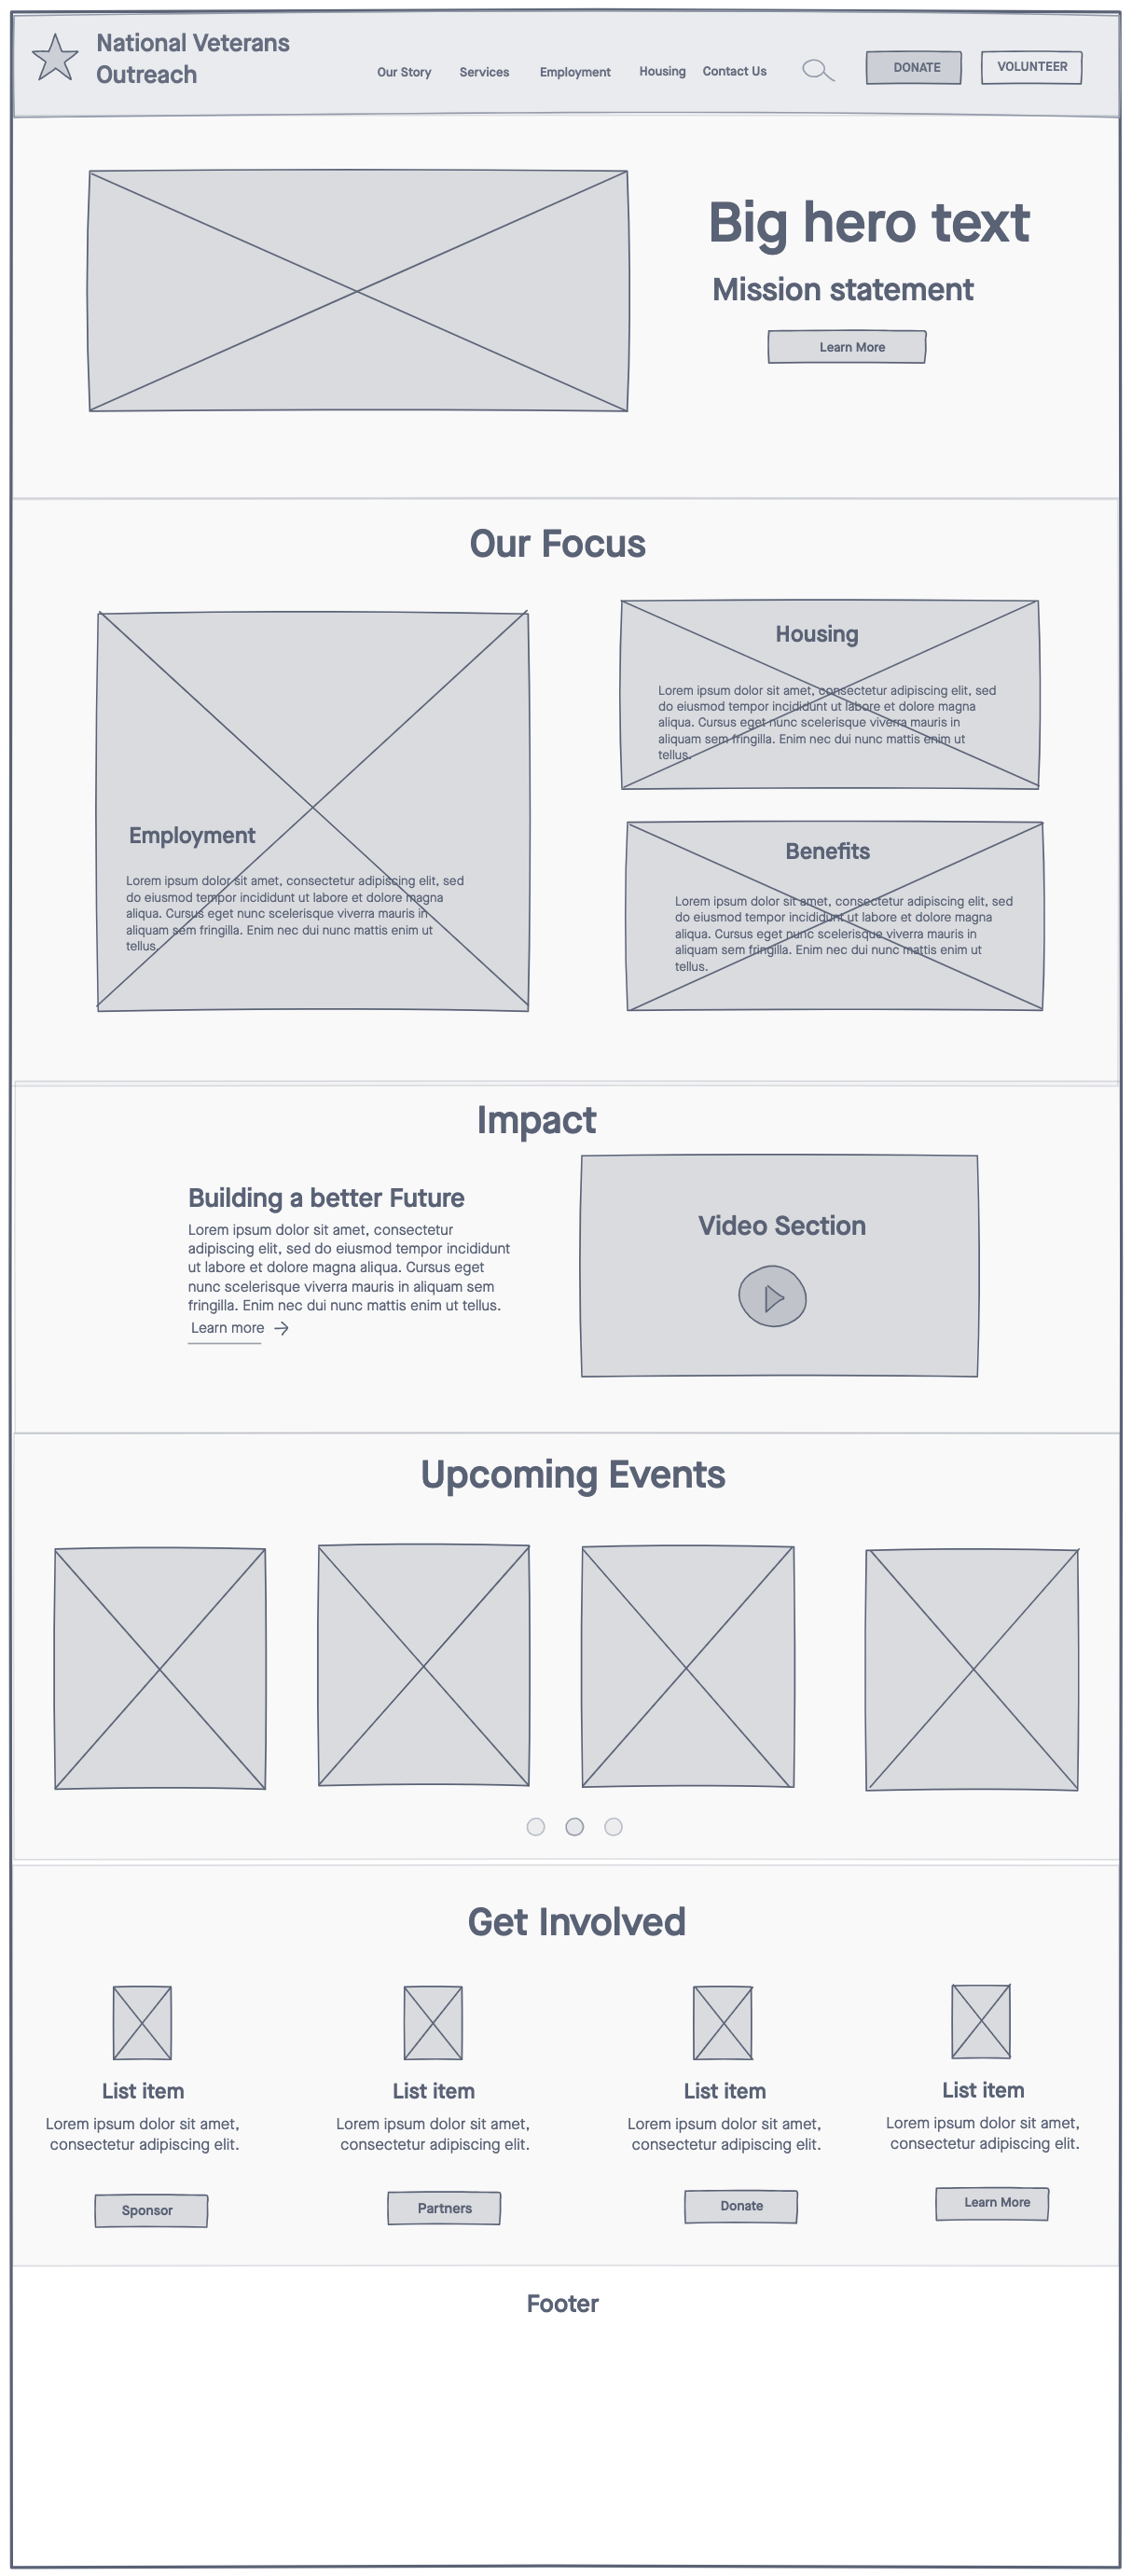 National Veterans
Outreach
Our Story
Services
Employment
Housing
Contact Us
DONATE
VOLUNTEER
Big hero text
Mission statement
Learn More
Our Focus
Employment
Lorem ipsum dolor sit amet, consectetur adipiscing elit, sed
do eiusmod tempor incididunt ut labore et dolore magna
aliqua. Cursus eget nunc scelerisque viverra mauris in
aliquam sem fringilla. Enim nec dui nunc mattis enim ut
tellus.
Housing
Lorem ipsum dolor sit amet, consectetur adipiscing elit, sed
do eiusmod tempor incididunt ut labore et dolore magna
aliqua. Cursus eget nunc scelerisque viverra mauris in
aliquam sem fringilla. Enim nec dui nunc mattis enim ut
tellus.
Benefits
Lorem ipsum dolor sit amet, consectetur adipiscing elit, sed
do eiusmod tempor incididunt ut labore et dolore magna
aliqua. Cursus eget nunc scelerisque viverra mauris in
aliquam sem fringilla. Enim nec dui nunc mattis enim ut
tellus.
Impact
Building a better Future
Lorem ipsum dolor sit amet, consectetur
adipiscing elit, sed do eiusmod tempor incididunt
ut labore et dolore magna aliqua. Cursus eget
nunc scelerisque viverra mauris in aliquam sem
fringilla. Enim nec dui nunc mattis enim ut tellus.
Learn more →
Video Section
Upcoming Events
Get Involved
List item
Lorem ipsum dolor sit amet,
consectetur adipiscing elit.
Sponsor
List item
Lorem ipsum dolor sit amet,
consectetur adipiscing elit.
Partners
List item
Lorem ipsum dolor sit amet,
consectetur adipiscing elit.
Donate
List item
Lorem ipsum dolor sit amet,
consectetur adipiscing elit.
Learn More
Footer